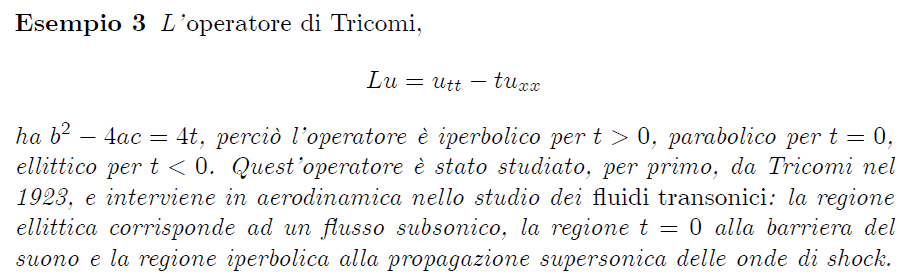 Esempio 3 L'operatore di Tricomi,
Lu = u_{tt} − tu_{xx}
ha b² − 4ac = 4t, perciò l'operatore è iperbolico per t > 0, parabolico per t = 0,
ellittico per t < 0. Quest'operatore è stato studiato, per primo, da Tricomi nel
1923, e interviene in aerodinamica nello studio dei fluidi transonici: la regione
ellittica corrisponde ad un flusso subsonico, la regione t = 0 alla barriera del
suono e la regione iperbolica alla propagazione supersonica delle onde di shock.